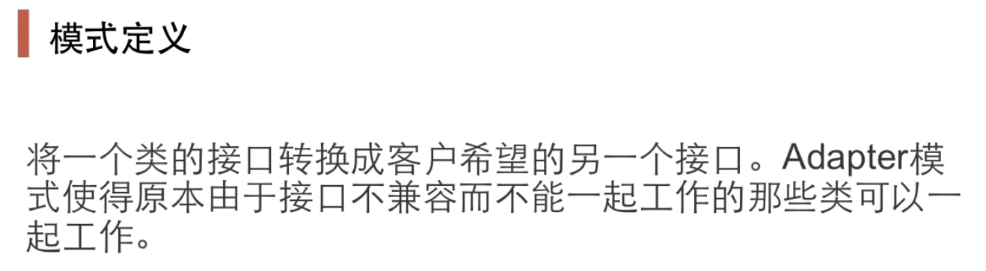 模式定义
将一个类的接口转换成客户希望的另一个接口。Adapter模
式使得原本由于接口不兼容而不能一起工作的那些类可以一
起工作。